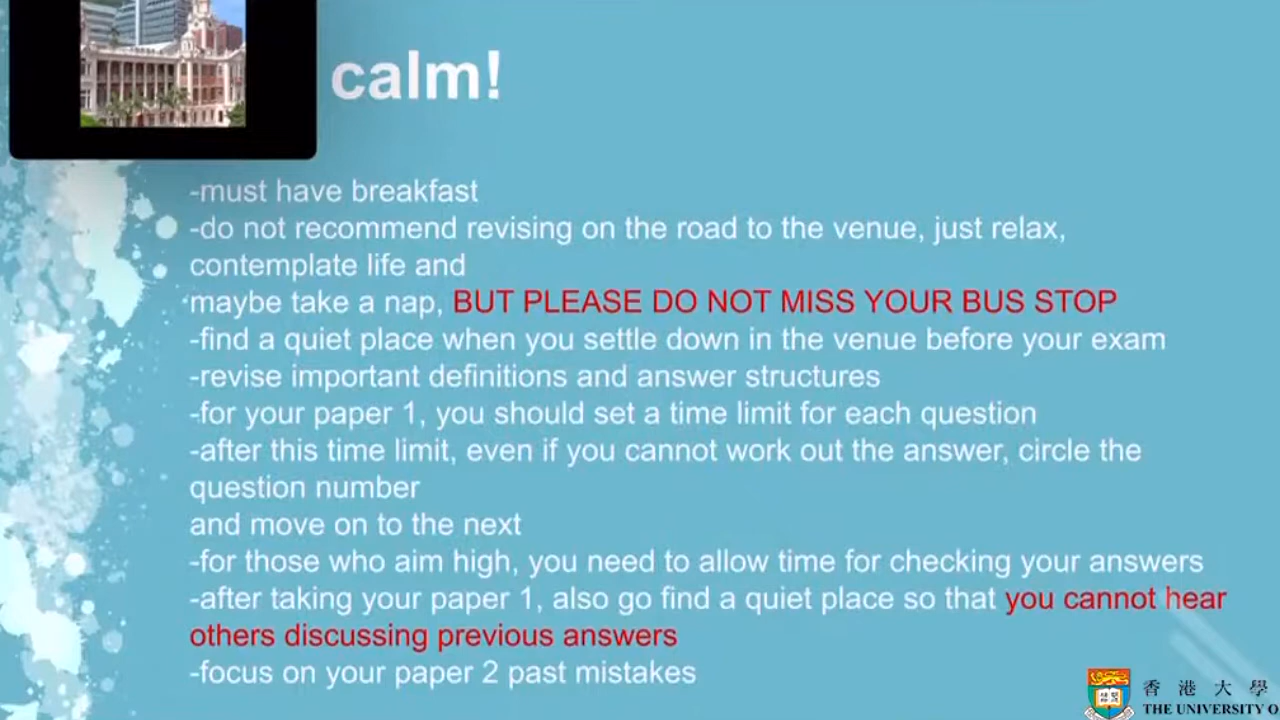 calm!
-must have breakfast
-do not recommend revising on the road to the venue, just relax,
contemplate life and
maybe take a nap, BUT PLEASE DO NOT MISS YOUR BUS STOP
-find a quiet place when you settle down in the venue before your exam
-revise important definitions and answer structures
-for your paper 1, you should set a time limit for each question
-after this time limit, even if you cannot work out the answer, circle the
question number
and move on to the next
-for those who aim high, you need to allow time for checking your answers
-after taking your paper 1, also go find a quiet place so that you cannot hear
others discussing previous answers
-focus on your paper 2 past mistakes
香港大學
THE UNIVERSITY O